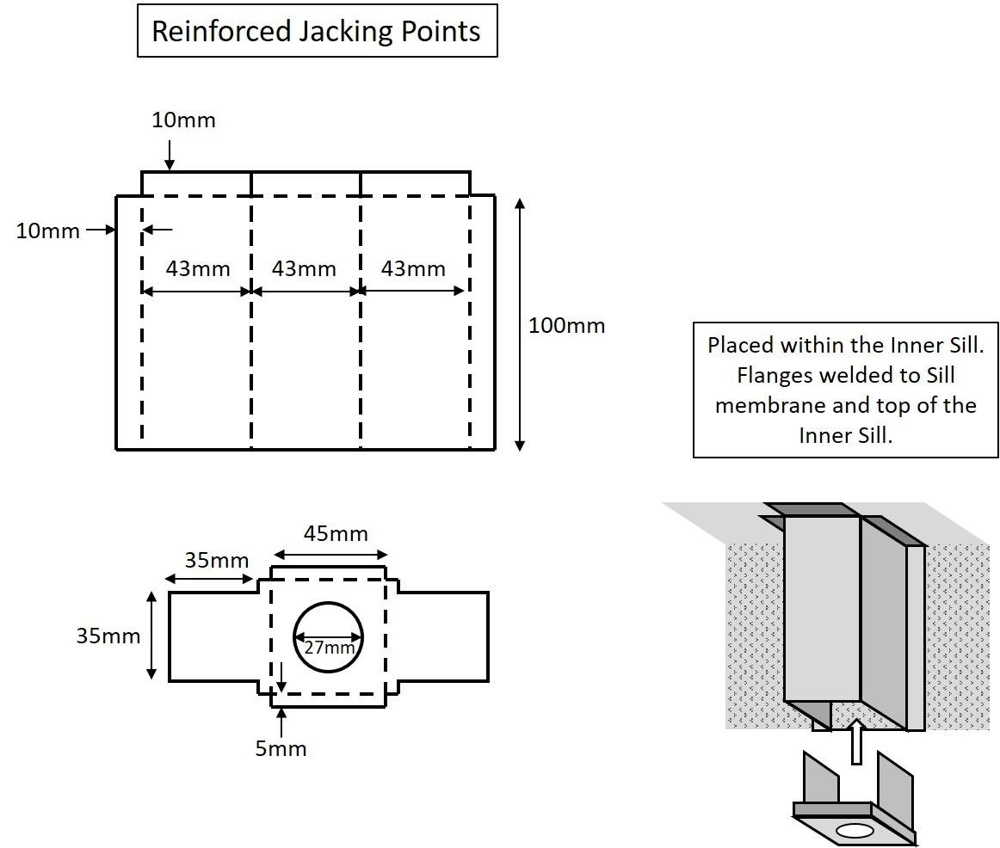 Reinforced Jacking Points
10mm
10mm
43mm
43mm
43mm
100mm
Placed within the Inner Sill.
Flanges welded to Sill
membrane and top of the
Inner Sill.
45mm
35mm
35mm
27mm
5mm